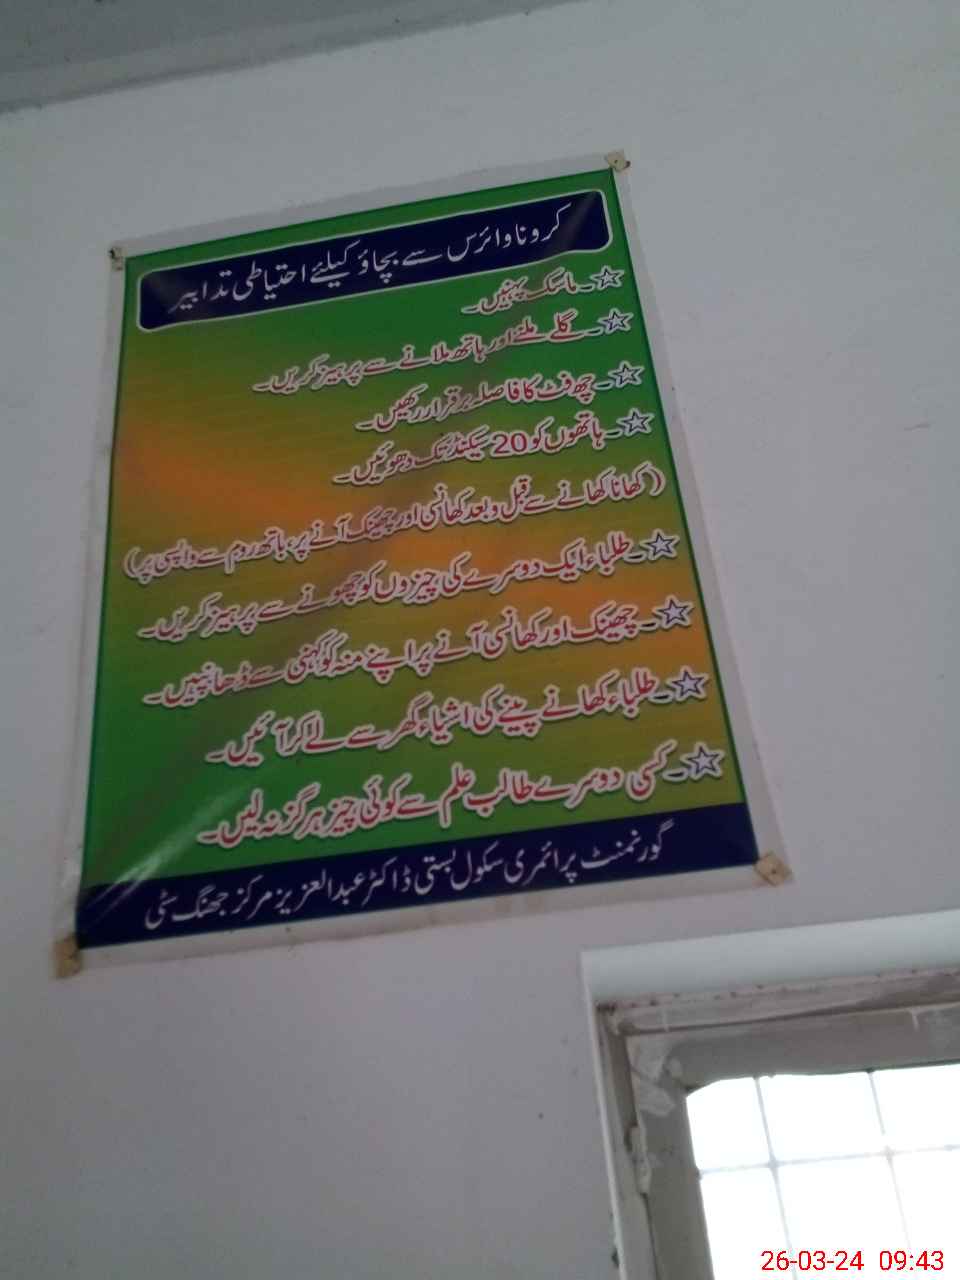 کرونا وائرس سے بچاؤ کیلئے احتیاطی تدابیر
☆۔ماسک پہنیں۔
☆۔گلے ملنے اور ہاتھ ملانے سے پرہیز کریں۔
☆۔چھ فٹ کا فاصلہ برقرار رکھیں۔
☆۔ہاتھوں کو 20 سیکنڈ تک دھوئیں۔
(کھانا کھانے سے قبل و بعد کھانسی اور چھینک آنے پر، باتھ روم سے واپسی پر)
☆۔طلباء ایک دوسرے کی چیزوں کو چھونے سے پرہیز کریں۔
☆۔چھینک اور کھانسی آنے پر اپنے منہ کو کہنی سے ڈھانپیں۔
☆۔طلباء کھانے پینے کی اشیاء گھر سے لے کر آئیں۔
☆۔کسی دوسرے طالب علم سے کوئی چیز ہرگز نہ لیں۔
گورنمنٹ پرائمری سکول بستی ڈاکٹر عبدالعزیز مرکز جھنگ سٹی
26-03-24 09:43